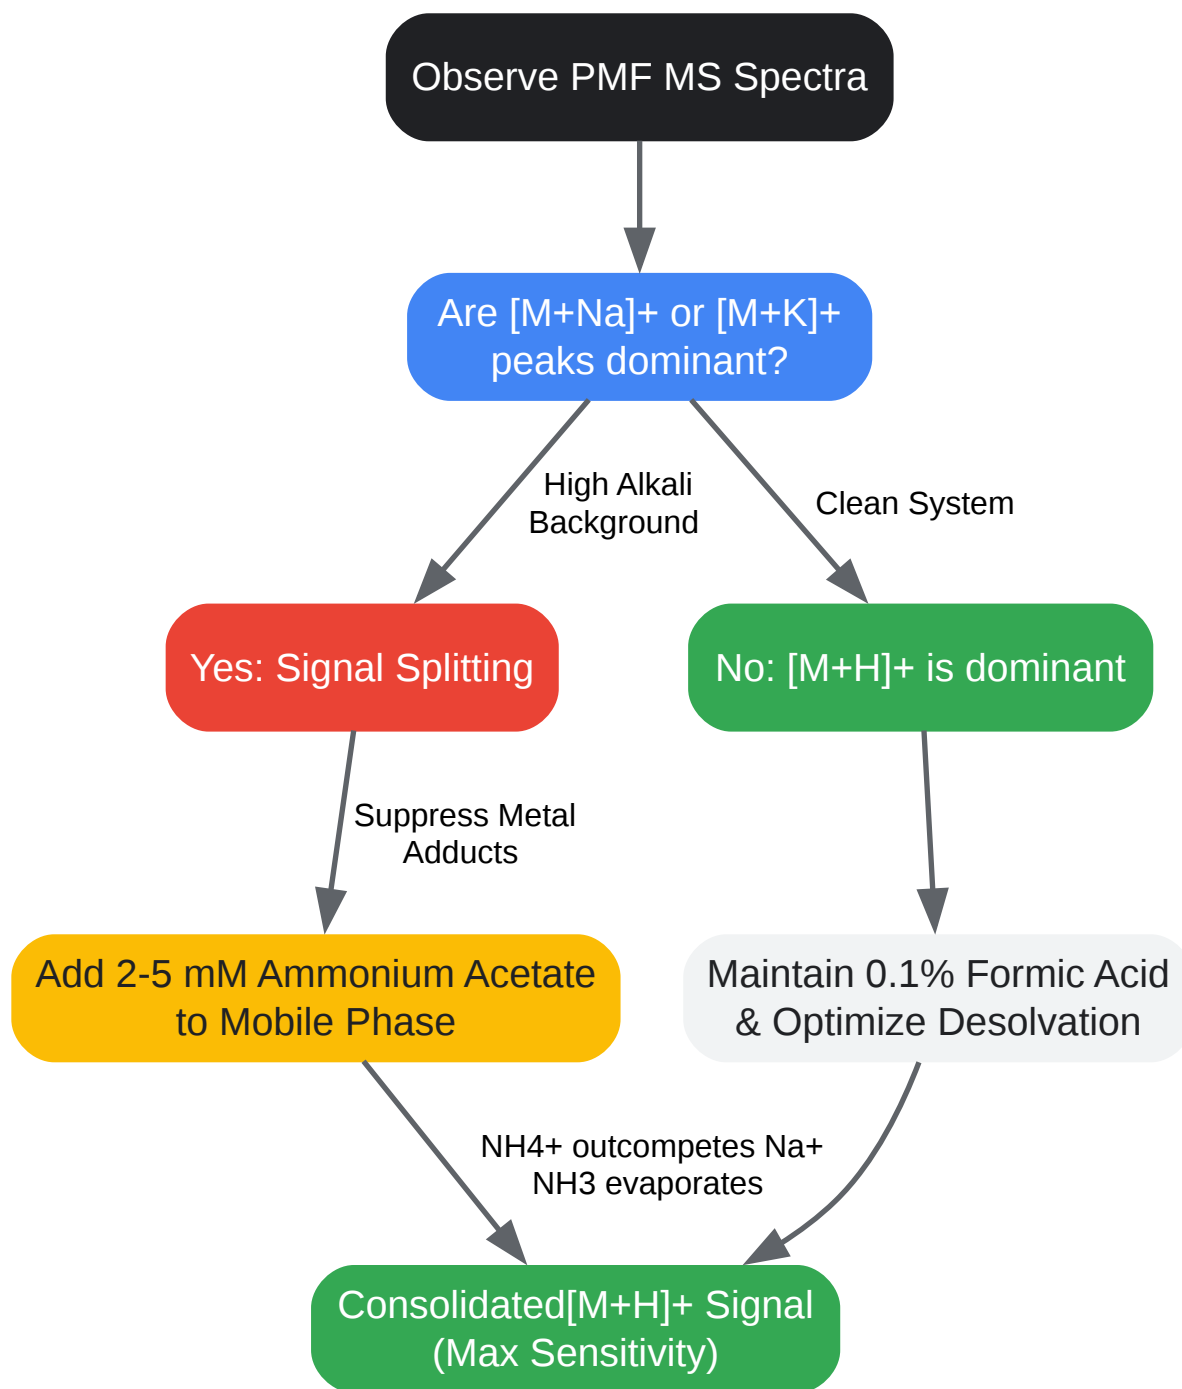 Observe PMF MS Spectra
Are [M+Na]+ or [M+K]+
peaks dominant?
High Alkali
Background
Clean System
Yes: Signal Splitting
No: [M+H]+ is dominant
Suppress Metal
Adducts
Add 2-5 mM Ammonium Acetate
to Mobile Phase
Maintain 0.1% Formic Acid
& Optimize Desolvation
NH4+ outcompetes Na+
NH3 evaporates
Consolidated[M+H]+ Signal
(Max Sensitivity)